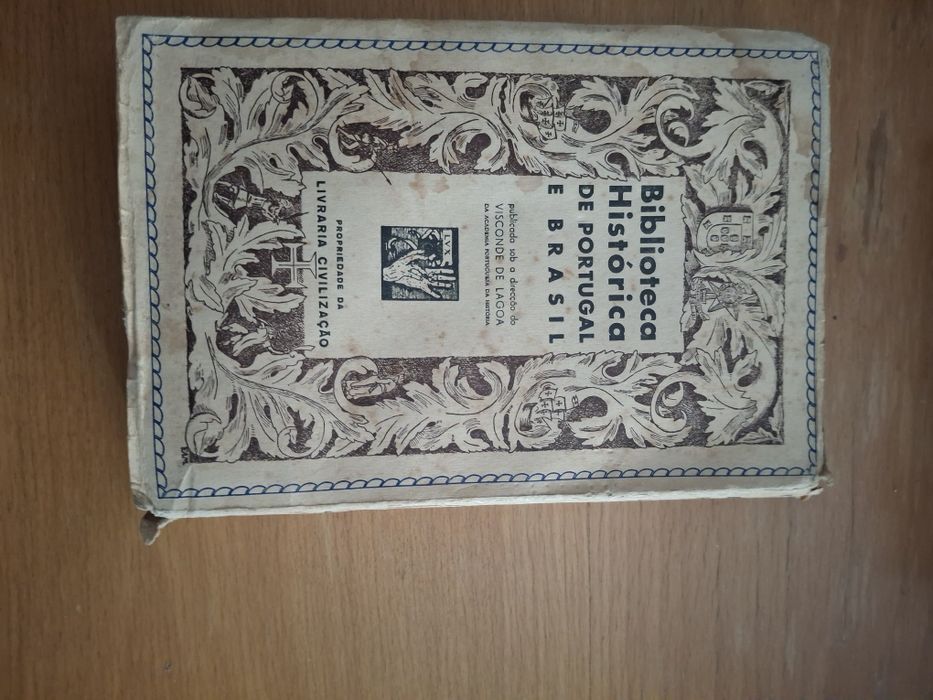 Biblioteca
Histórica
DE PORTUGAL
E BRASIL
publicada sob a direcção do
VISCONDE DE LAGOA
DA ACADEMIA PORTUGUESA DA HISTÓRIA
LVX
PROPRIEDADE DA
LIVRARIA CIVILIZAÇÃO